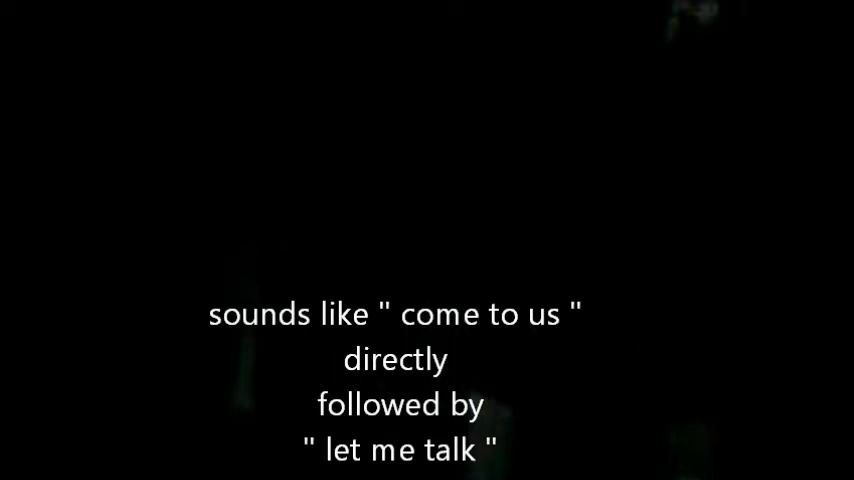 sounds like " come to us "
directly
followed by
" let me talk "